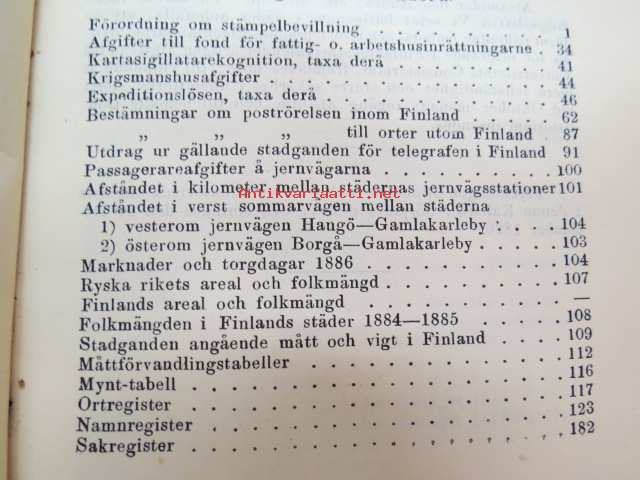 Förordning om stämpelbevillning . . . . . . . . . . . 1
Afgifter till fond för fattig- o. arbetshusinrättningarne . 34
Kartasigillatarekognition, taxa derå . . . . . . . 41
Krigsmanshusafgifter . . . . . . . . . . . . . . . 44
Expeditionslösen, taxa derå . . . . . . . . . . . 46
Bestämningar om poströrelsen inom Finland . . . . . 62
„ „ „ till orter utom Finland . 87
Utdrag ur gällande stadganden för telegrafen i Finland 91
Passagerareafgifter å jernvägarna . . . . . . . . 100
Afståndet i kilometer mellan städernas jernvägsstationer 101
Antikvariaatti.net
Afståndet i verst sommarvägen mellan städerna
1) vesterom jernvägen Hangö—Gamlakarleby . . . 104
2) österom jernvägen Borgå—Gamlakarleby . . . 103
Marknader och torgdagar 1886 . . . . . . . . . . 104
Ryska rikets areal och folkmängd . . . . . . . . 107
Finlands areal och folkmängd . . . . . . . . . . —
Folkmängden i Finlands städer 1884—1885 . . . . . 108
Stadganden angående mått och vigt i Finland . . . . 109
Måttförvandlingstabeller . . . . . . . . . . . . 112
Mynt-tabell . . . . . . . . . . . . . . . . . . 116
Ortregister . . . . . . . . . . . . . . . . . . 117
Namnregister . . . . . . . . . . . . . . . . . . 123
Sakregister . . . . . . . . . . . . . . . . . . 182